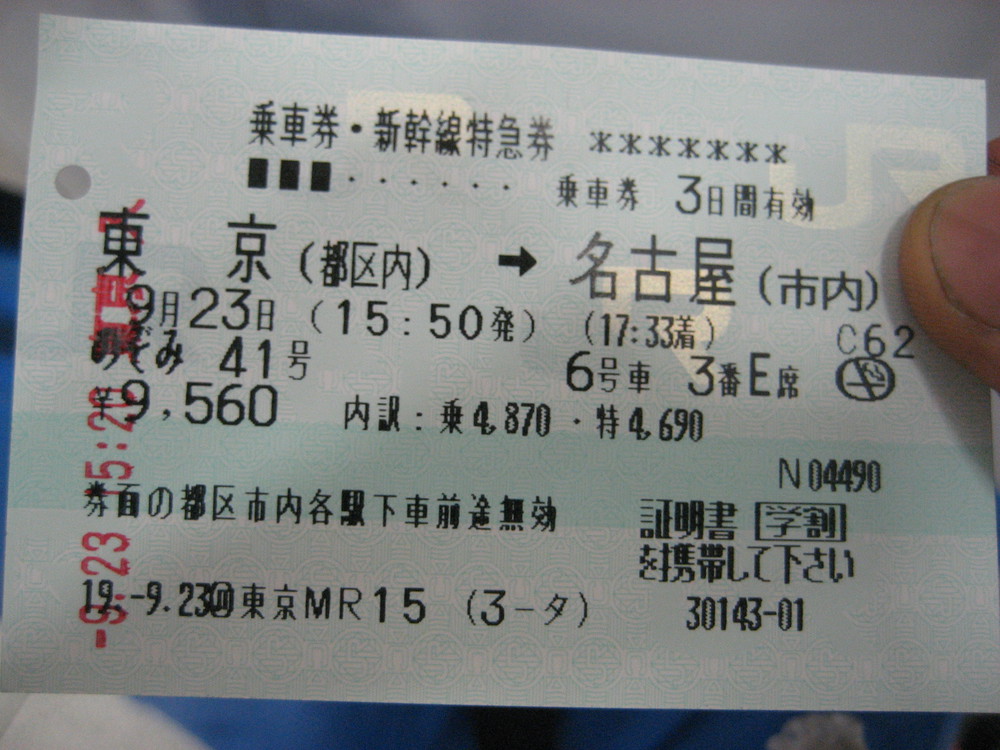 乗車券・新幹線特急券 *******
■■■・・・・・・ 乗車券 3日間有効
東京(都区内) ➡ 名古屋(市内)
9月23日 (15:50発) (17:33着) C62
のぞみ 41号 6号車 3番E席
¥9,560 内訳:乗4,870・特4,690
N04490
券面の都区市内各駅下車前途無効
証明書 学割
を携帯して下さい
19.-9.23 東京MR15 (3-タ) 30143-01
-9.23 15:20